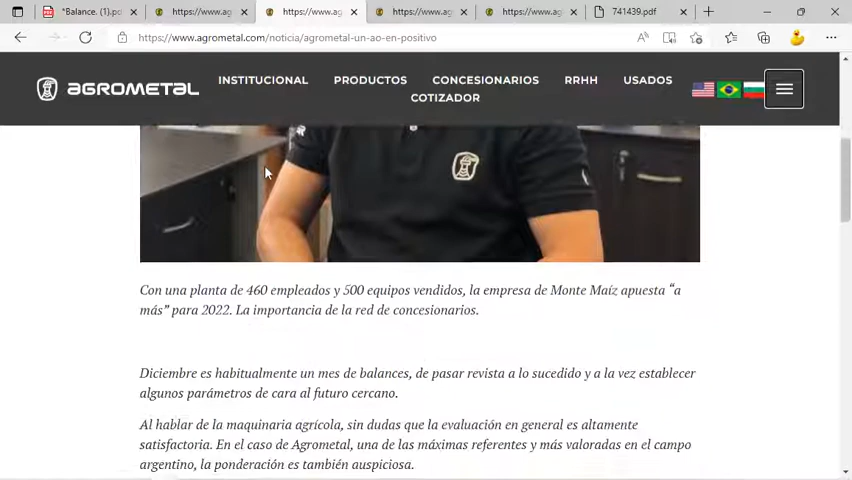 *Balance. (1).pd
https://www.ag
https://www.ag
https://www.ag
https://www.ag
741439.pdf
https://www.agrometal.com/noticia/agrometal-un-ao-en-positivo
AGROMETAL
INSTITUCIONAL PRODUCTOS CONCESIONARIOS RRHH USADOS
COTIZADOR
Con una planta de 460 empleados y 500 equipos vendidos, la empresa de Monte Maíz apuesta “a
más” para 2022. La importancia de la red de concesionarios.
Diciembre es habitualmente un mes de balances, de pasar revista a lo sucedido y a la vez establecer
algunos parámetros de cara al futuro cercano.
Al hablar de la maquinaria agrícola, sin dudas que la evaluación en general es altamente
satisfactoria. En el caso de Agrometal, una de las máximas referentes y más valoradas en el campo
argentino, la ponderación es también auspiciosa.